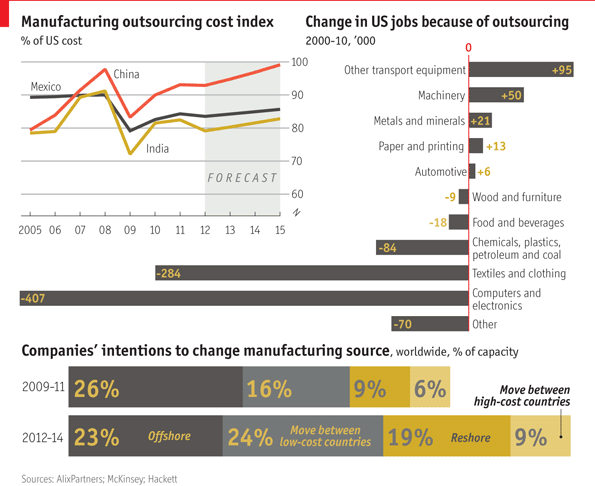 Manufacturing outsourcing cost index
% of US cost
100
90
80
70
60
Mexico
China
India
FORECAST
2005 06 07 08 09 10 11 12 13 14 15
Change in US jobs because of outsourcing
2000-10, ’000
0
Other transport equipment +95
Machinery +50
Metals and minerals +21
Paper and printing +13
Automotive +6
-9 Wood and furniture
-18 Food and beverages
-84 Chemicals, plastics,
petroleum and coal
-284 Textiles and clothing
-407 Computers and
electronics
-70 Other
Companies’ intentions to change manufacturing source, worldwide, % of capacity
2009-11 26% 16% 9% 6%
Move between
high-cost countries
2012-14 23% Offshore 24% Move between
low-cost countries
19% Reshore 9%
Sources: AlixPartners; McKinsey; Hackett